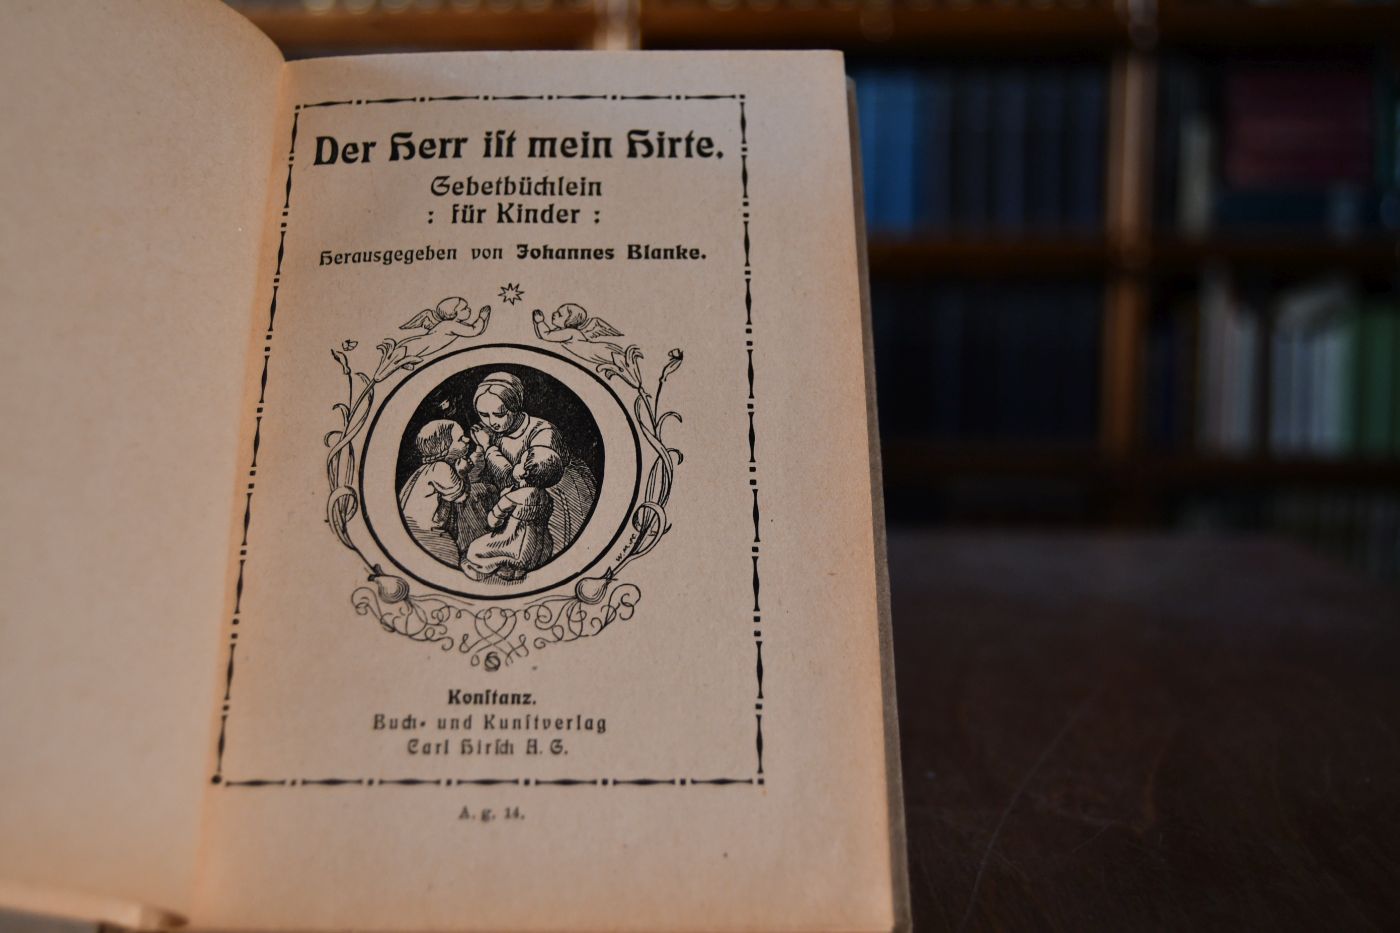 Der Herr iſt mein Hirte.
Gebetbüchlein
: für Kinder :
Herausgegeben von Johannes Blanke.
Konſtanz.
Buch- und Kunſtverlag
Carl Hirſch A. G.
A. g. 14.